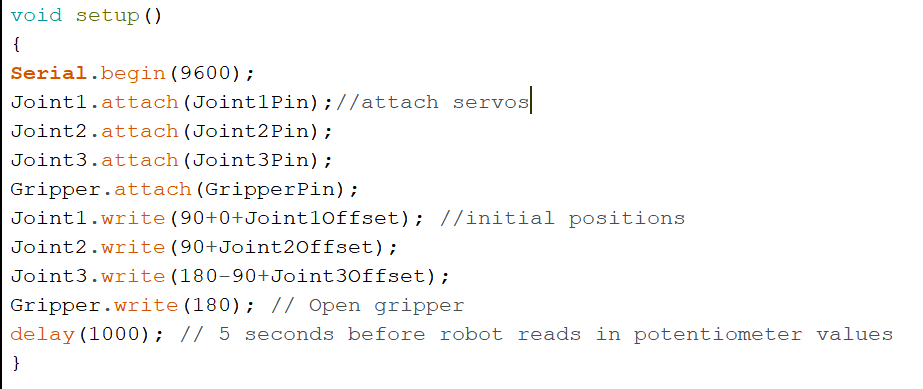 void setup()
{
Serial.begin(9600);
Joint1.attach(Joint1Pin);//attach servos
Joint2.attach(Joint2Pin);
Joint3.attach(Joint3Pin);
Gripper.attach(GripperPin);
Joint1.write(90+0+Joint1Offset); //initial positions
Joint2.write(90+Joint2Offset);
Joint3.write(180-90+Joint3Offset);
Gripper.write(180); // Open gripper
delay(1000); // 5 seconds before robot reads in potentiometer values
}